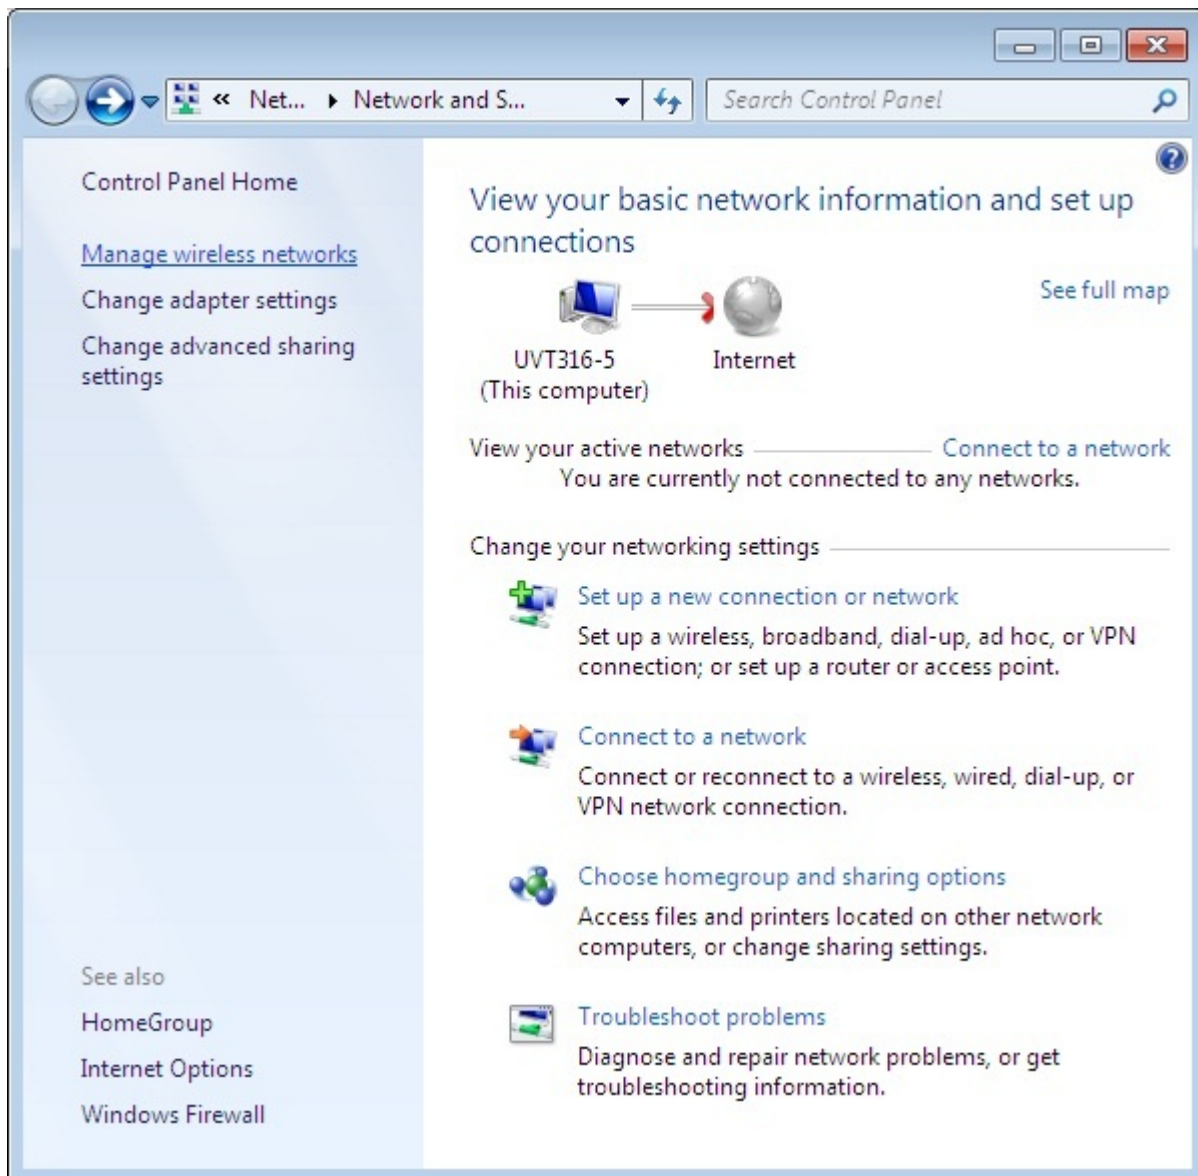 « Net... ▸ Network and S...
Search Control Panel
Control Panel Home
Manage wireless networks
Change adapter settings
Change advanced sharing
settings
See also
HomeGroup
Internet Options
Windows Firewall
View your basic network information and set up
connections
See full map
UVT316-5
(This computer)
Internet
View your active networks
Connect to a network
You are currently not connected to any networks.
Change your networking settings
Set up a new connection or network
Set up a wireless, broadband, dial-up, ad hoc, or VPN
connection; or set up a router or access point.
Connect to a network
Connect or reconnect to a wireless, wired, dial-up, or
VPN network connection.
Choose homegroup and sharing options
Access files and printers located on other network
computers, or change sharing settings.
Troubleshoot problems
Diagnose and repair network problems, or get
troubleshooting information.